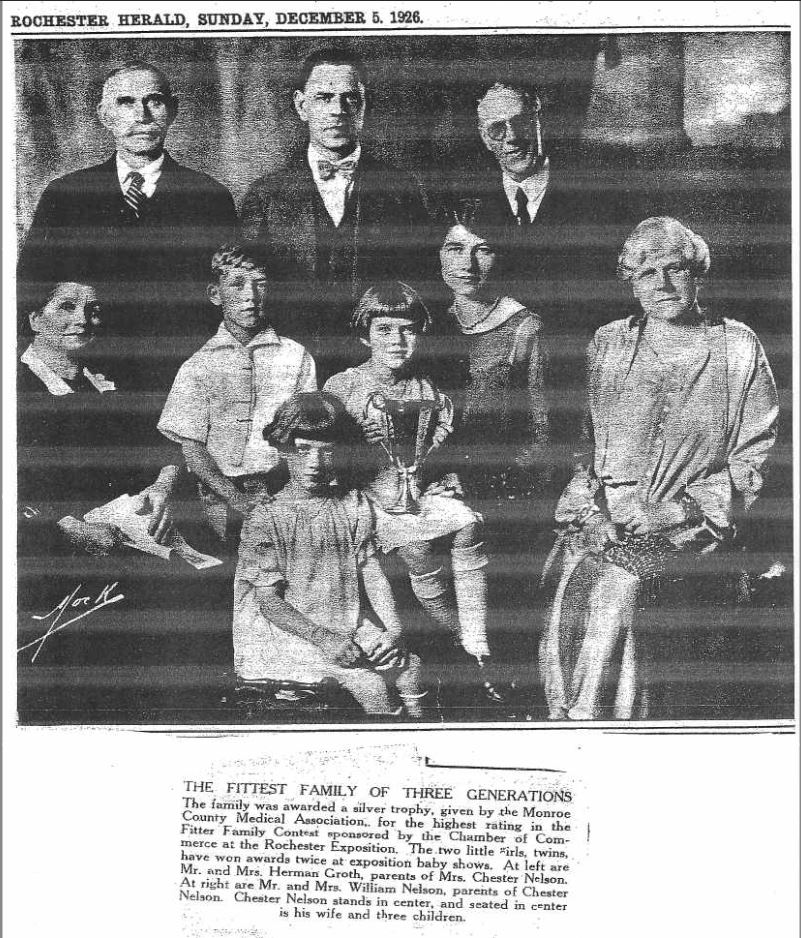 ROCHESTER HERALD, SUNDAY, DECEMBER 5. 1926.
Mock
THE FITTEST FAMILY OF THREE GENERATIONS
The family was awarded a silver trophy, given by the Monroe
County Medical Association, for the highest rating in the
Fitter Family Contest sponsored by the Chamber of Com-
merce at the Rochester Exposition. The two little girls, twins,
have won awards twice at exposition baby shows. At left are
Mr. and Mrs. Herman Groth, parents of Mrs. Chester Nelson.
At right are Mr. and Mrs. William Nelson, parents of Chester
Nelson. Chester Nelson stands in center, and seated in center
is his wife and three children.